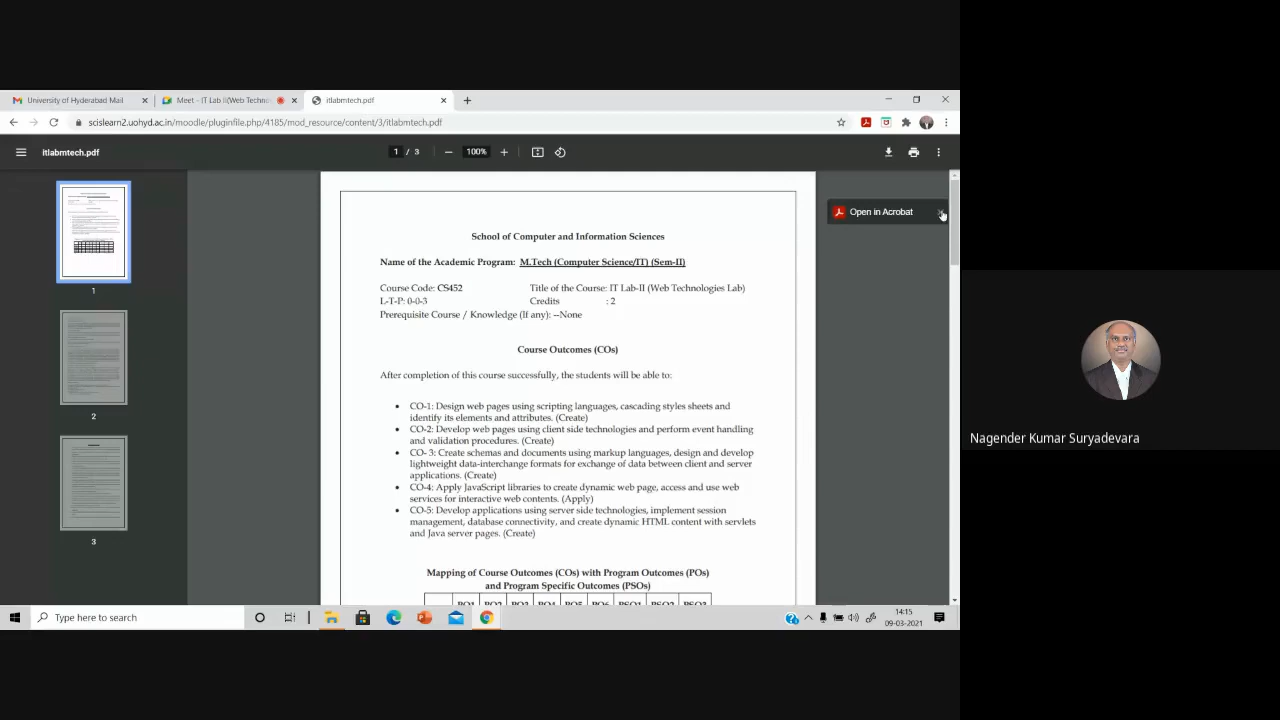 University of Hyderabad Mail
Meet – IT Lab II(Web Techno
itlabmtech.pdf
scislearn2.uohyd.ac.in/moodle/pluginfile.php/4185/mod_resource/content/3/itlabmtech.pdf
itlabmtech.pdf
1 / 3
100%
Open in Acrobat
1
2
3
School of Computer and Information Sciences
Name of the Academic Program: M.Tech (Computer Science/IT) (Sem-II)
Course Code: CS452 Title of the Course: IT Lab-II (Web Technologies Lab)
L-T-P: 0-0-3 Credits : 2
Prerequisite Course / Knowledge (If any): --None
Course Outcomes (COs)
After completion of this course successfully, the students will be able to:
• CO-1: Design web pages using scripting languages, cascading styles sheets and
identify its elements and attributes. (Create)
• CO-2: Develop web pages using client side technologies and perform event handling
and validation procedures. (Create)
• CO- 3: Create schemas and documents using markup languages, design and develop
lightweight data-interchange formats for exchange of data between client and server
applications. (Create)
• CO-4: Apply JavaScript libraries to create dynamic web page, access and use web
services for interactive web contents. (Apply)
• CO-5: Develop applications using server side technologies, implement session
management, database connectivity, and create dynamic HTML content with servlets
and Java server pages. (Create)
Mapping of Course Outcomes (COs) with Program Outcomes (POs)
and Program Specific Outcomes (PSOs)
PO1 PO2 PO3 PO4 PO5 PO6 PSO1 PSO2 PSO3
Type here to search
14:15
09-03-2021
Nagender Kumar Suryadevara